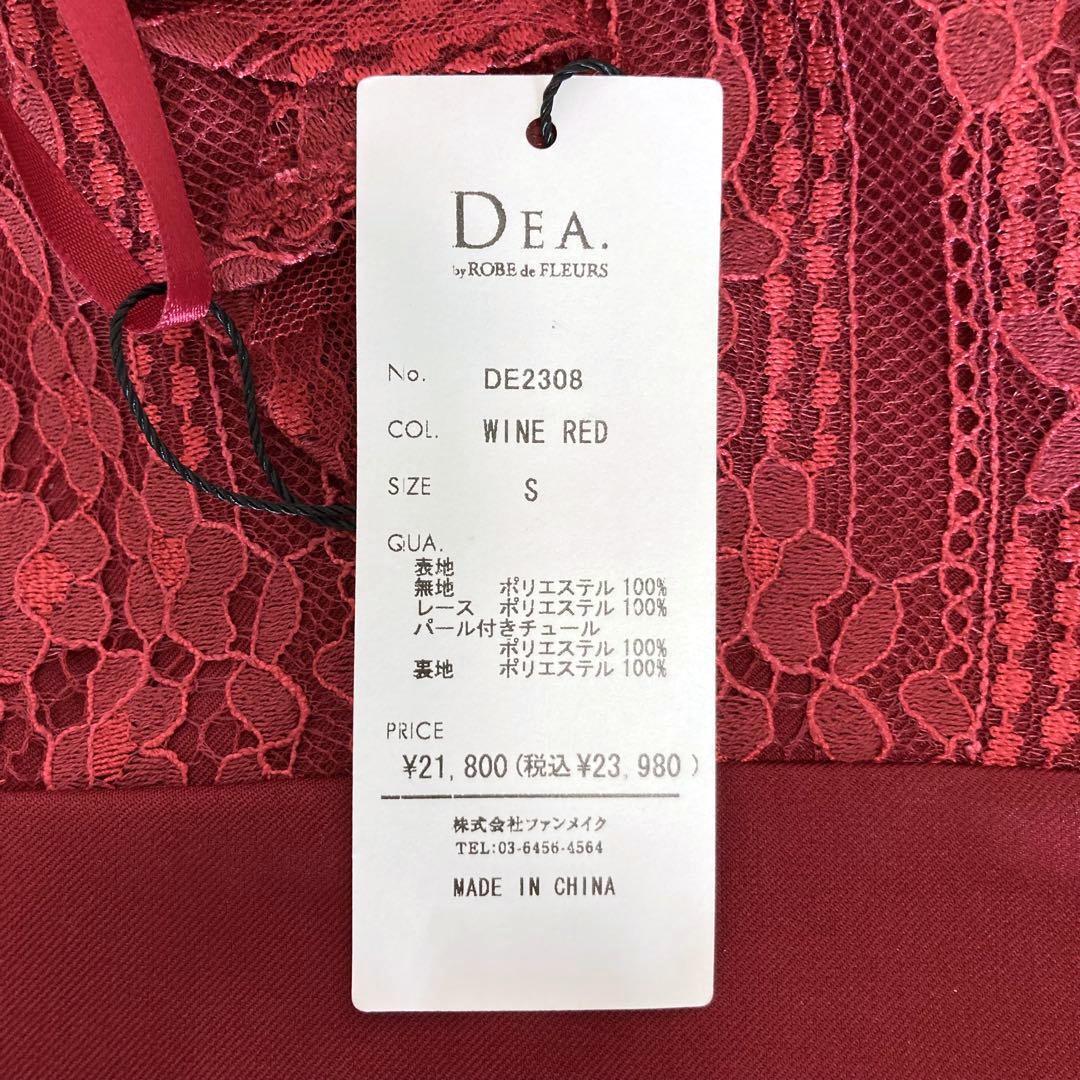 DEA.
by ROBE de FLEURS
No. DE2308
COL. WINE RED
SIZE S
QUA.
表地
無地 ポリエステル 100%
レース ポリエステル 100%
パール付きチュール
ポリエステル 100%
裏地 ポリエステル 100%
PRICE
¥21,800(税込¥23,980)
株式会社ファンメイク
TEL:03-6456-4564
MADE IN CHINA